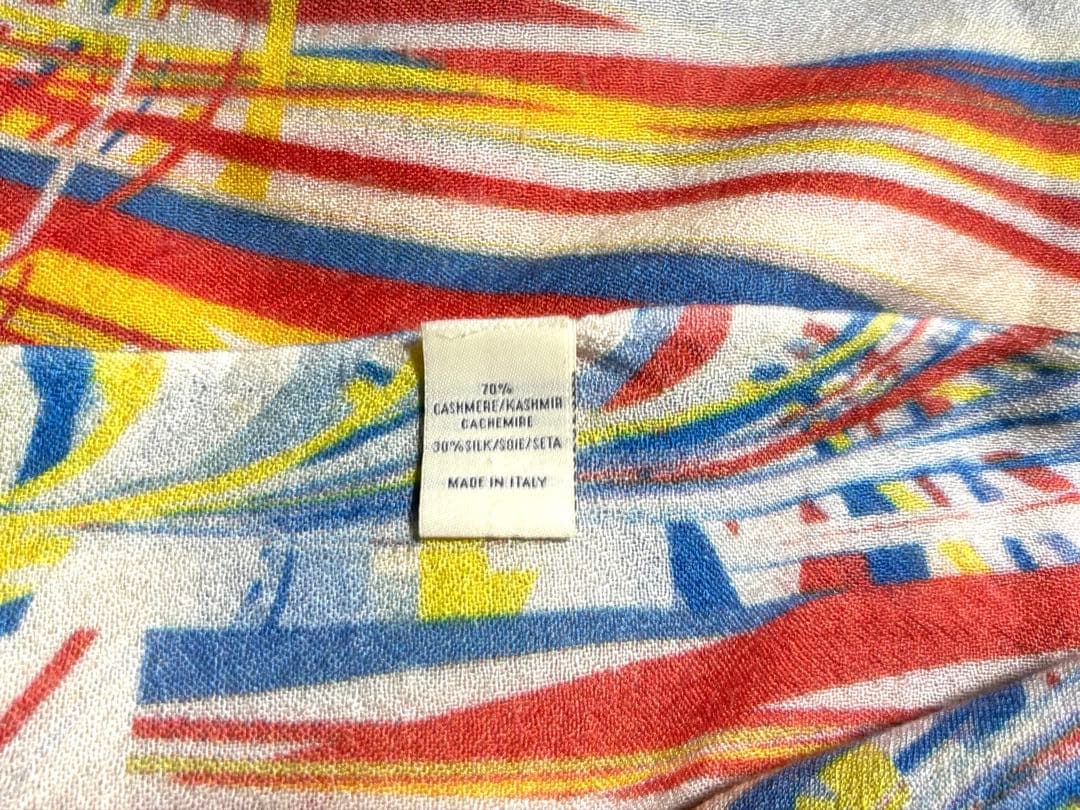 70%
CASHMERE/KASHMIR
CACHEMIRE
30%SILK/SOIE/SETA
MADE IN ITALY